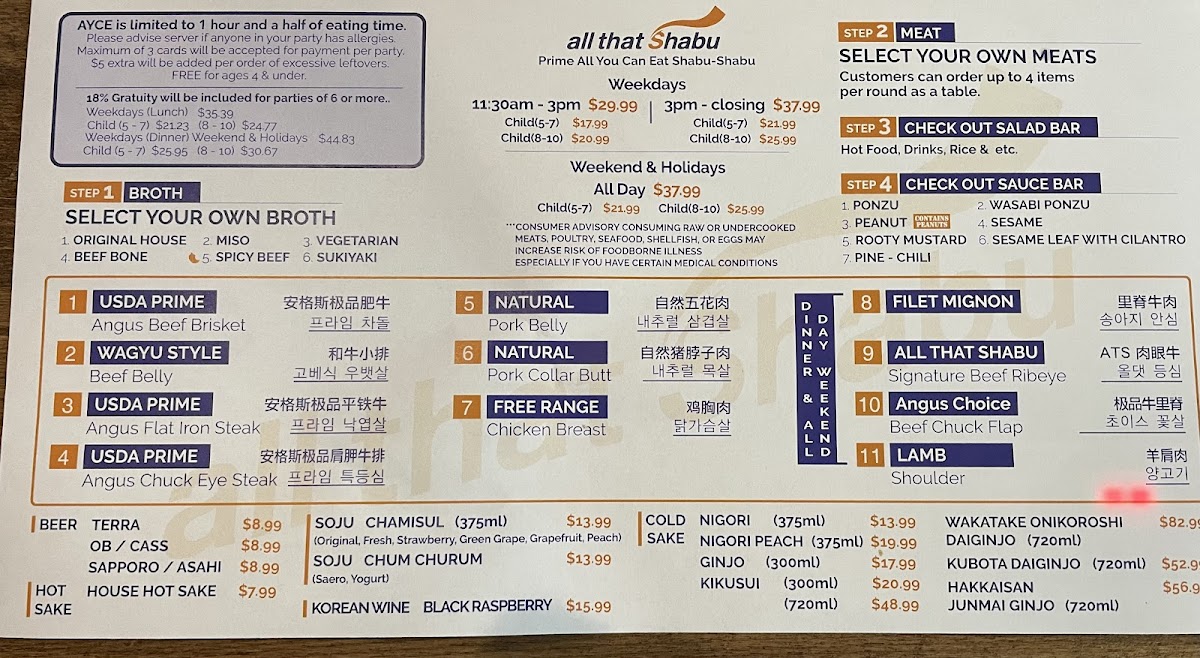 AYCE is limited to 1 hour and a half of eating time.
Please advise server if anyone in your party has allergies.
Maximum of 3 cards will be accepted for payment per party.
$5 extra will be added per order of excessive leftovers.
FREE for ages 4 & under.
18% Gratuity will be included for parties of 6 or more..
Weekdays (Lunch) $35.39
Child (5 - 7) $21.23 (8 - 10) $24.77
Weekdays (Dinner) Weekend & Holidays $44.83
Child (5 - 7) $25.95 (8 - 10) $30.67
all that Shabu
Prime All You Can Eat Shabu-Shabu
Weekdays
11:30am - 3pm $29.99 | 3pm - closing $37.99
Child(5-7) $17.99 Child(5-7) $21.99
Child(8-10) $20.99 Child(8-10) $25.99
Weekend & Holidays
All Day $37.99
Child(5-7) $21.99 Child(8-10) $25.99
***CONSUMER ADVISORY CONSUMING RAW OR UNDERCOOKED
MEATS, POULTRY, SEAFOOD, SHELLFISH, OR EGGS MAY
INCREASE RISK OF FOODBORNE ILLNESS
ESPECIALLY IF YOU HAVE CERTAIN MEDICAL CONDITIONS
STEP 1 BROTH
SELECT YOUR OWN BROTH
1. ORIGINAL HOUSE 2. MISO 3. VEGETARIAN
4. BEEF BONE 5. SPICY BEEF 6. SUKIYAKI
STEP 2 MEAT
SELECT YOUR OWN MEATS
Customers can order up to 4 items
per round as a table.
STEP 3 CHECK OUT SALAD BAR
Hot Food, Drinks, Rice & etc.
STEP 4 CHECK OUT SAUCE BAR
1. PONZU 2. WASABI PONZU
3. PEANUT CONTAINS PEANUTS 4. SESAME
5. ROOTY MUSTARD 6. SESAME LEAF WITH CILANTRO
7. PINE - CHILI
1 USDA PRIME 安格斯极品肥牛
Angus Beef Brisket 프라임 차돌
2 WAGYU STYLE 和牛小排
Beef Belly 고베식 우뱃살
3 USDA PRIME 安格斯极品平铁牛
Angus Flat Iron Steak 프라임 낙엽살
4 USDA PRIME 安格斯极品肩胛牛排
Angus Chuck Eye Steak 프라임 특등심
5 NATURAL 自然五花肉
Pork Belly 내추럴 삼겹살
6 NATURAL 自然猪脖子肉
Pork Collar Butt 내추럴 목살
7 FREE RANGE 鸡胸肉
Chicken Breast 닭가슴살
DINNER & ALL
DAY WEEKEND
8 FILET MIGNON 里脊牛肉
송아지 안심
9 ALL THAT SHABU ATS 肉眼牛
Signature Beef Ribeye 올댓 등심
10 Angus Choice 极品牛里脊
Beef Chuck Flap 초이스 꽃살
11 LAMB 羊肩肉
Shoulder 양고기
BEER TERRA $8.99
OB / CASS $8.99
SAPPORO / ASAHI $8.99
HOT SAKE HOUSE HOT SAKE $7.99
SOJU CHAMISUL (375ml) $13.99
(Original, Fresh, Strawberry, Green Grape, Grapefruit, Peach)
SOJU CHUM CHURUM $13.99
(Saero, Yogurt)
KOREAN WINE BLACK RASPBERRY $15.99
COLD SAKE NIGORI (375ml) $13.99
NIGORI PEACH (375ml) $19.99
GINJO (300ml) $17.99
KIKUSUI (300ml) $20.99
(720ml) $48.99
WAKATAKE ONIKOROSHI $82.99
DAIGINJO (720ml)
KUBOTA DAIGINJO (720ml) $52.9
HAKKAISAN $56.9
JUNMAI GINJO (720ml)